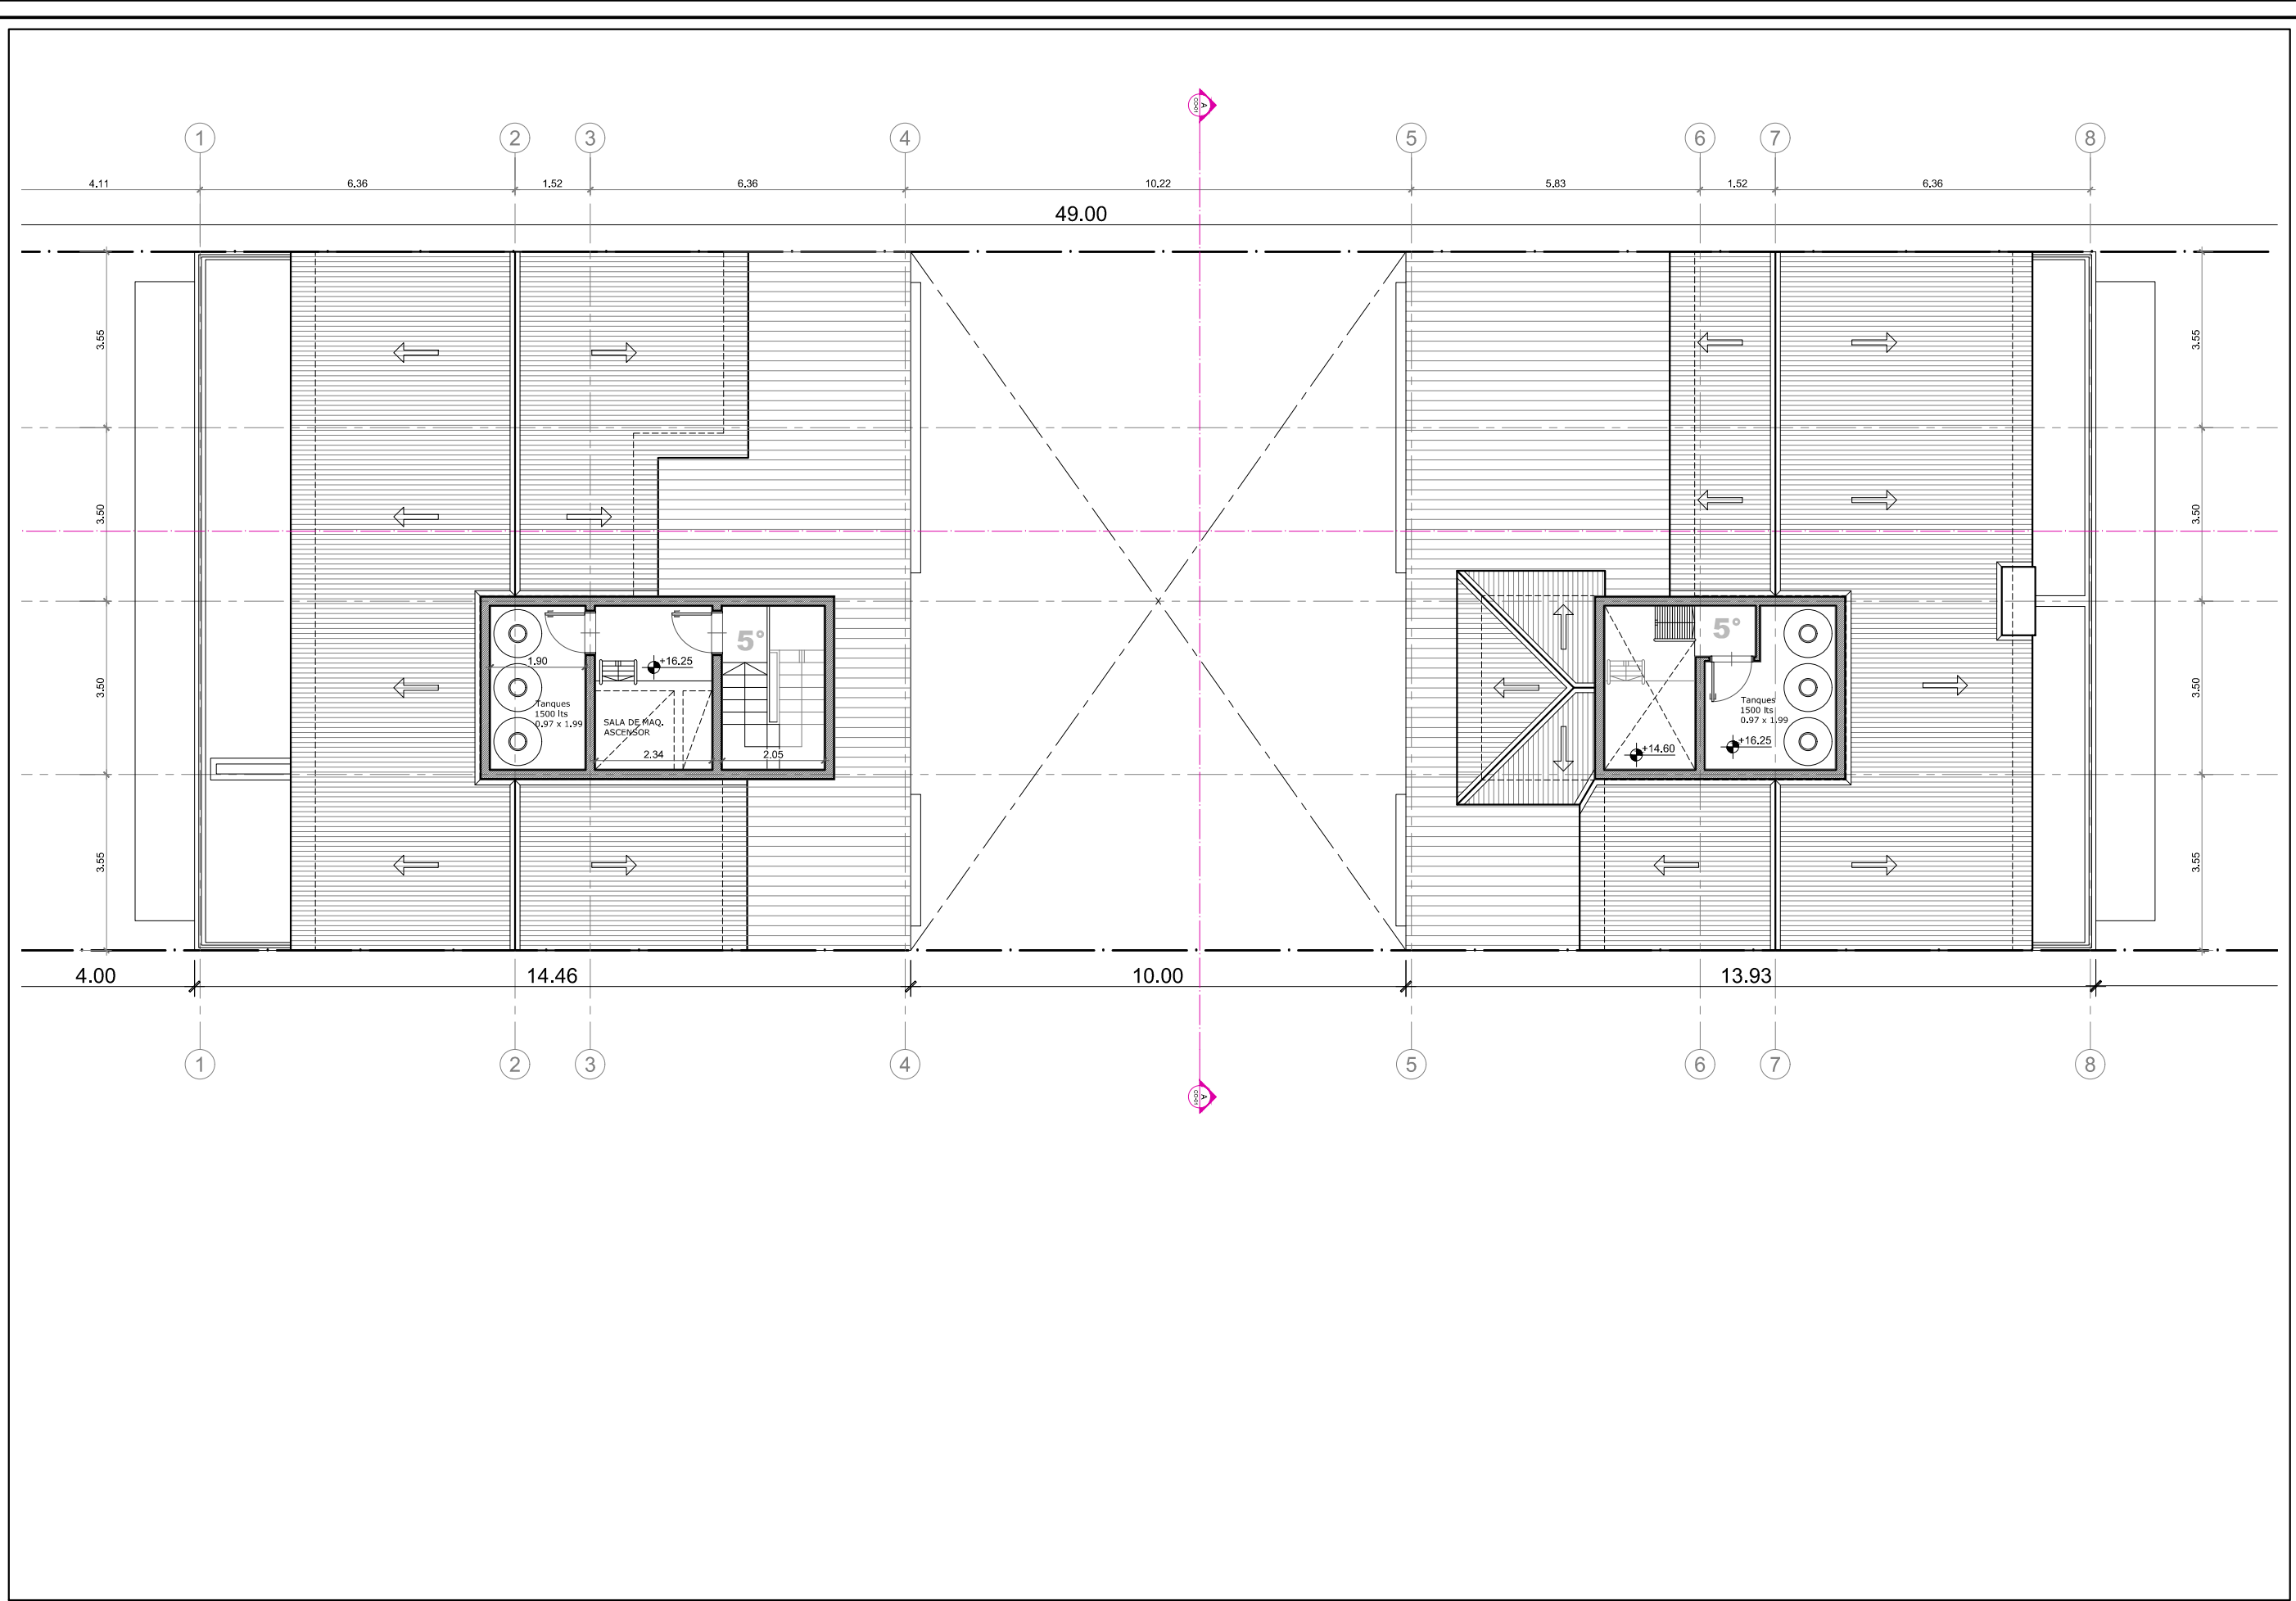 A
CO-01
1 2 3 4 5 6 7 8
4.11 6.36 1.52 6.36 10.22 5.83 1.52 6.36
49.00
3.55 3.55
3.50 3.50
5° 5°
1.90 +16.25
3.50 3.50
Tanques
1500 lts
0.97 x 1.99
SALA DE MAQ.
ASCENSOR
2.34 2.05
Tanques
1500 lts
0.97 x 1.99
+14.60 +16.25
3.55 3.55
4.00 14.46 10.00 13.93
1 2 3 4 5 6 7 8
A
CO-01